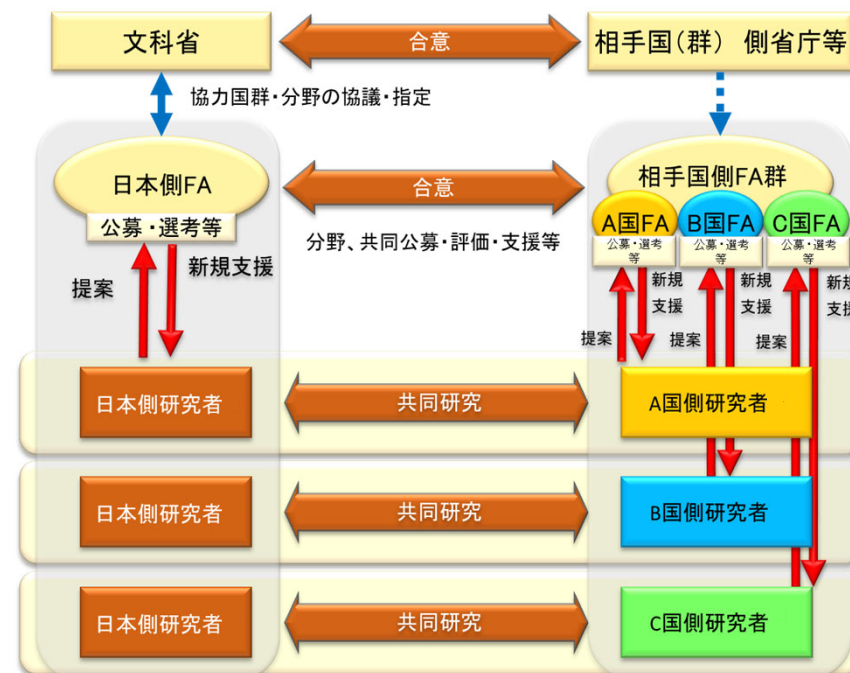 文科省
合意
相手国(群) 側省庁等
協力国群・分野の協議・指定
日本側FA
公募・選考等
合意
相手国側FA群
A国FA
公募・選考
等
B国FA
公募・選考
等
C国FA
公募・選考
等
分野、共同公募・評価・支援等
提案
新規支援
提案
新規
支援
提案
新規
支援
提案
新規
支援
日本側研究者
共同研究
A国側研究者
日本側研究者
共同研究
B国側研究者
日本側研究者
共同研究
C国側研究者